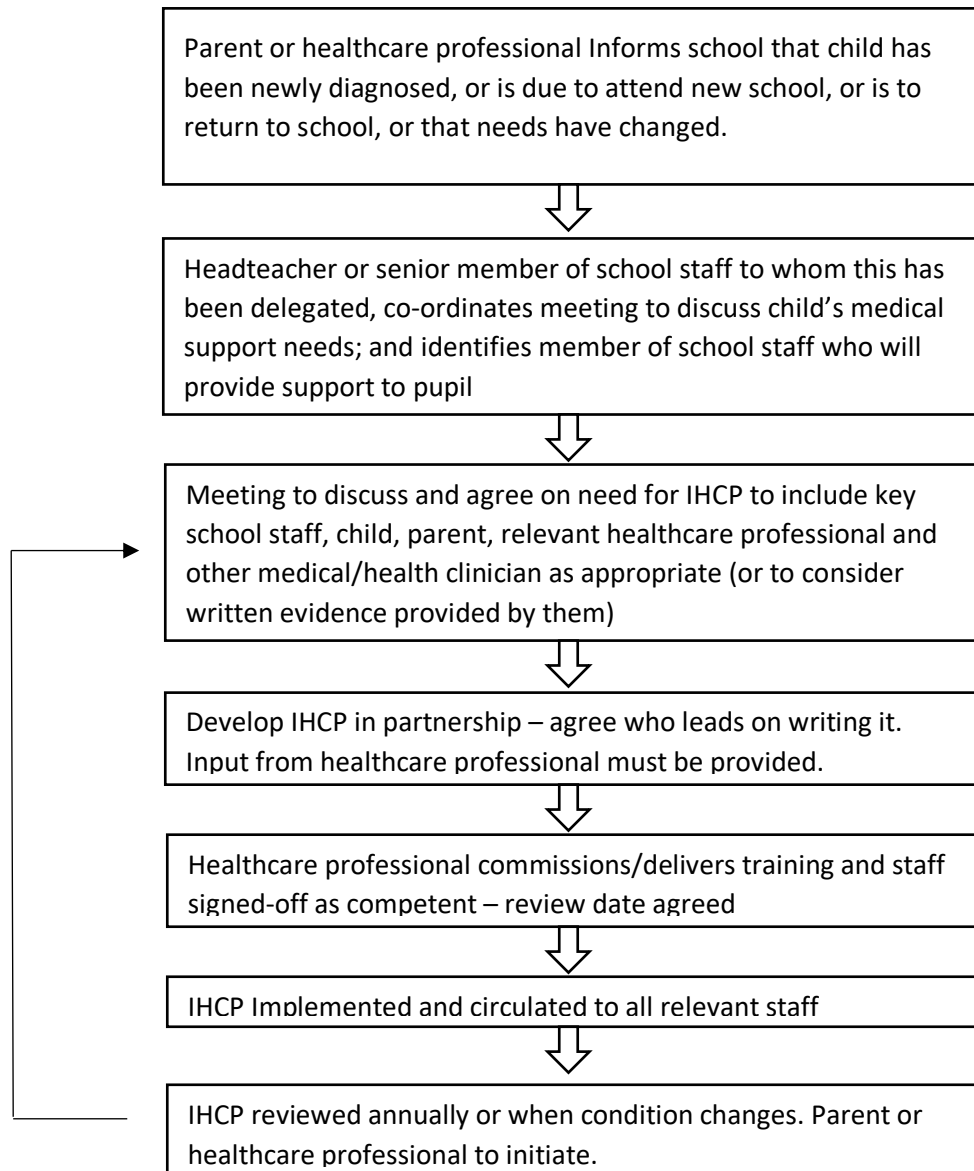 Parent or healthcare professional Informs school that child has
been newly diagnosed, or is due to attend new school, or is to
return to school, or that needs have changed.
Headteacher or senior member of school staff to whom this has
been delegated, co-ordinates meeting to discuss child’s medical
support needs; and identifies member of school staff who will
provide support to pupil
Meeting to discuss and agree on need for IHCP to include key
school staff, child, parent, relevant healthcare professional and
other medical/health clinician as appropriate (or to consider
written evidence provided by them)
Develop IHCP in partnership – agree who leads on writing it.
Input from healthcare professional must be provided.
Healthcare professional commissions/delivers training and staff
signed-off as competent – review date agreed
IHCP Implemented and circulated to all relevant staff
IHCP reviewed annually or when condition changes. Parent or
healthcare professional to initiate.